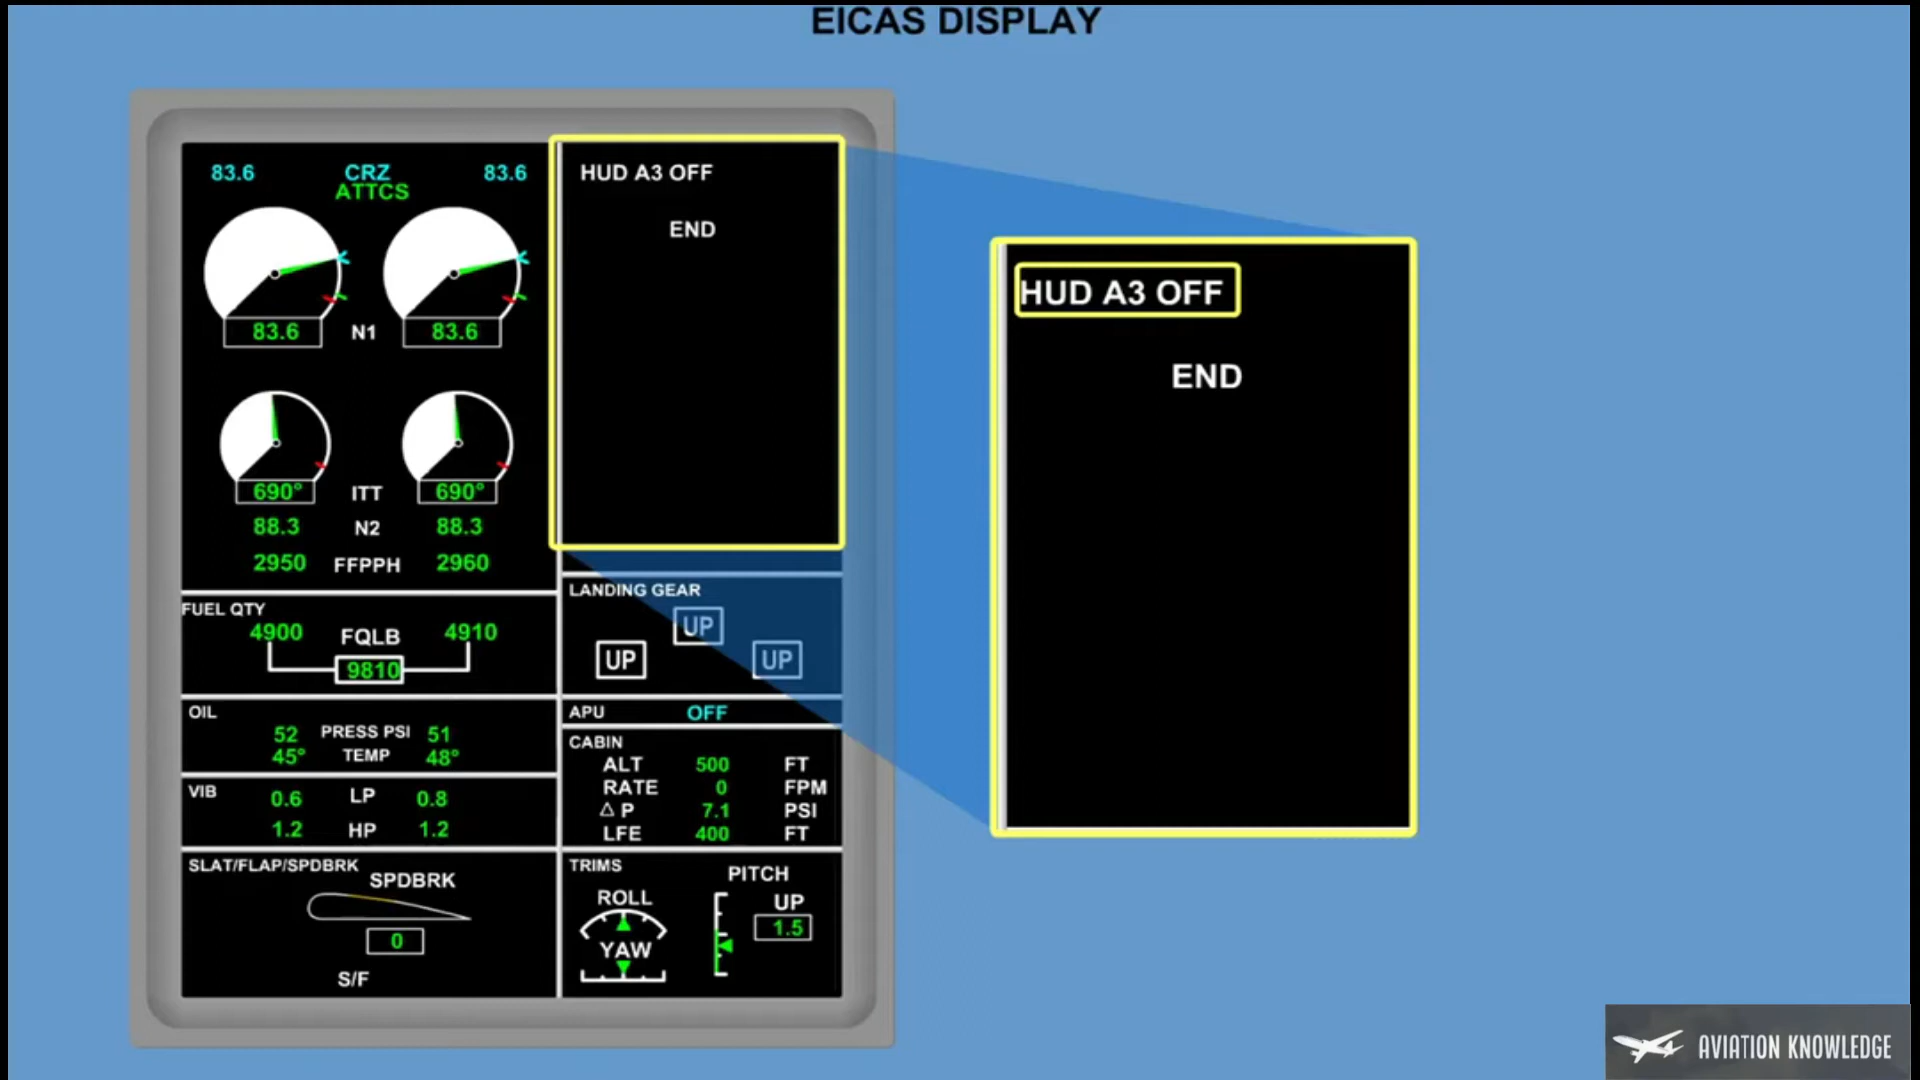 EICAS DISPLAY
83.6 CRZ 83.6
ATTCS
83.6 N1 83.6
690° ITT 690°
88.3 N2 88.3
2950 FFPPH 2960
FUEL QTY
4900 FQLB 4910
9810
OIL
52 PRESS PSI 51
45° TEMP 48°
VIB
0.6 LP 0.8
1.2 HP 1.2
SLAT/FLAP/SPDBRK
SPDBRK
0
S/F
HUD A3 OFF
END
LANDING GEAR
UP
UP UP
APU OFF
CABIN
ALT 500 FT
RATE 0 FPM
△ P 7.1 PSI
LFE 400 FT
TRIMS
PITCH
ROLL UP
1.5
YAW
HUD A3 OFF
END
AVIATION KNOWLEDGE